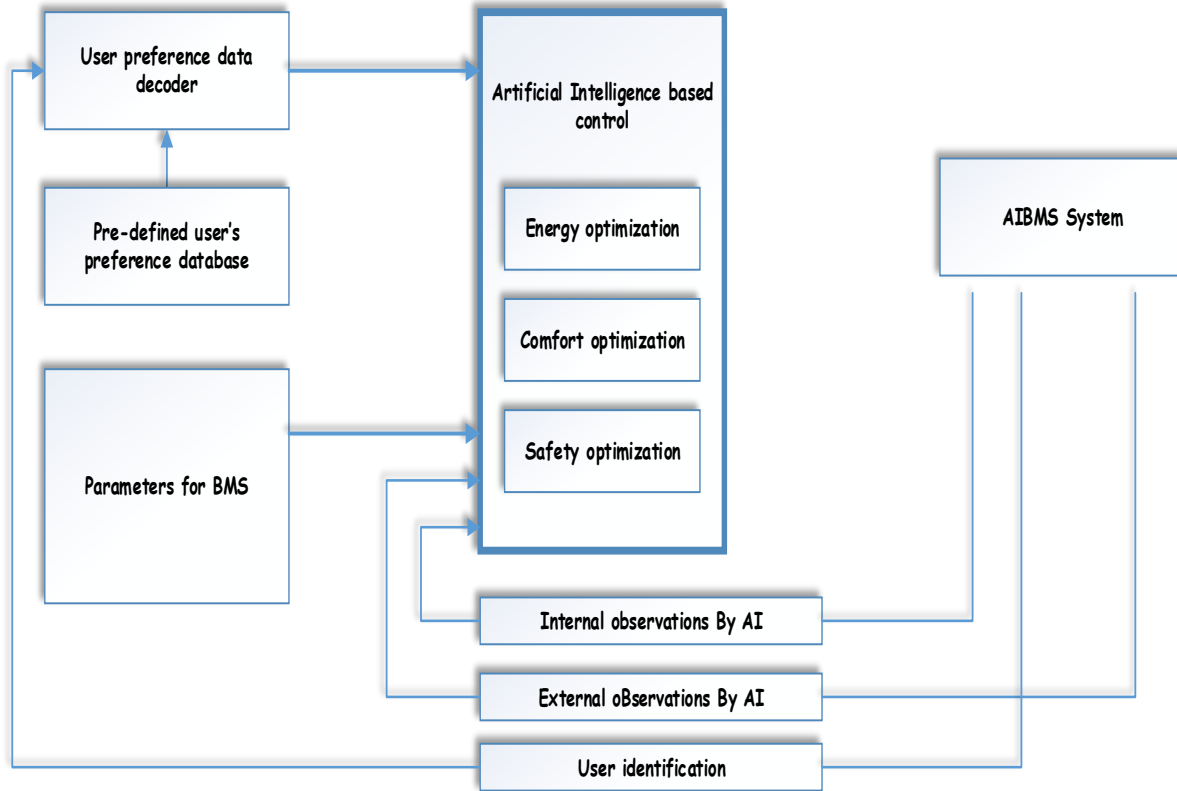 User preference data
decoder
Pre-defined user's
preference database
Parameters for BMS
Artificial Intelligence based
control
Energy optimization
Comfort optimization
Safety optimization
AIBMS System
Internal observations By AI
External oBservations By AI
User identification